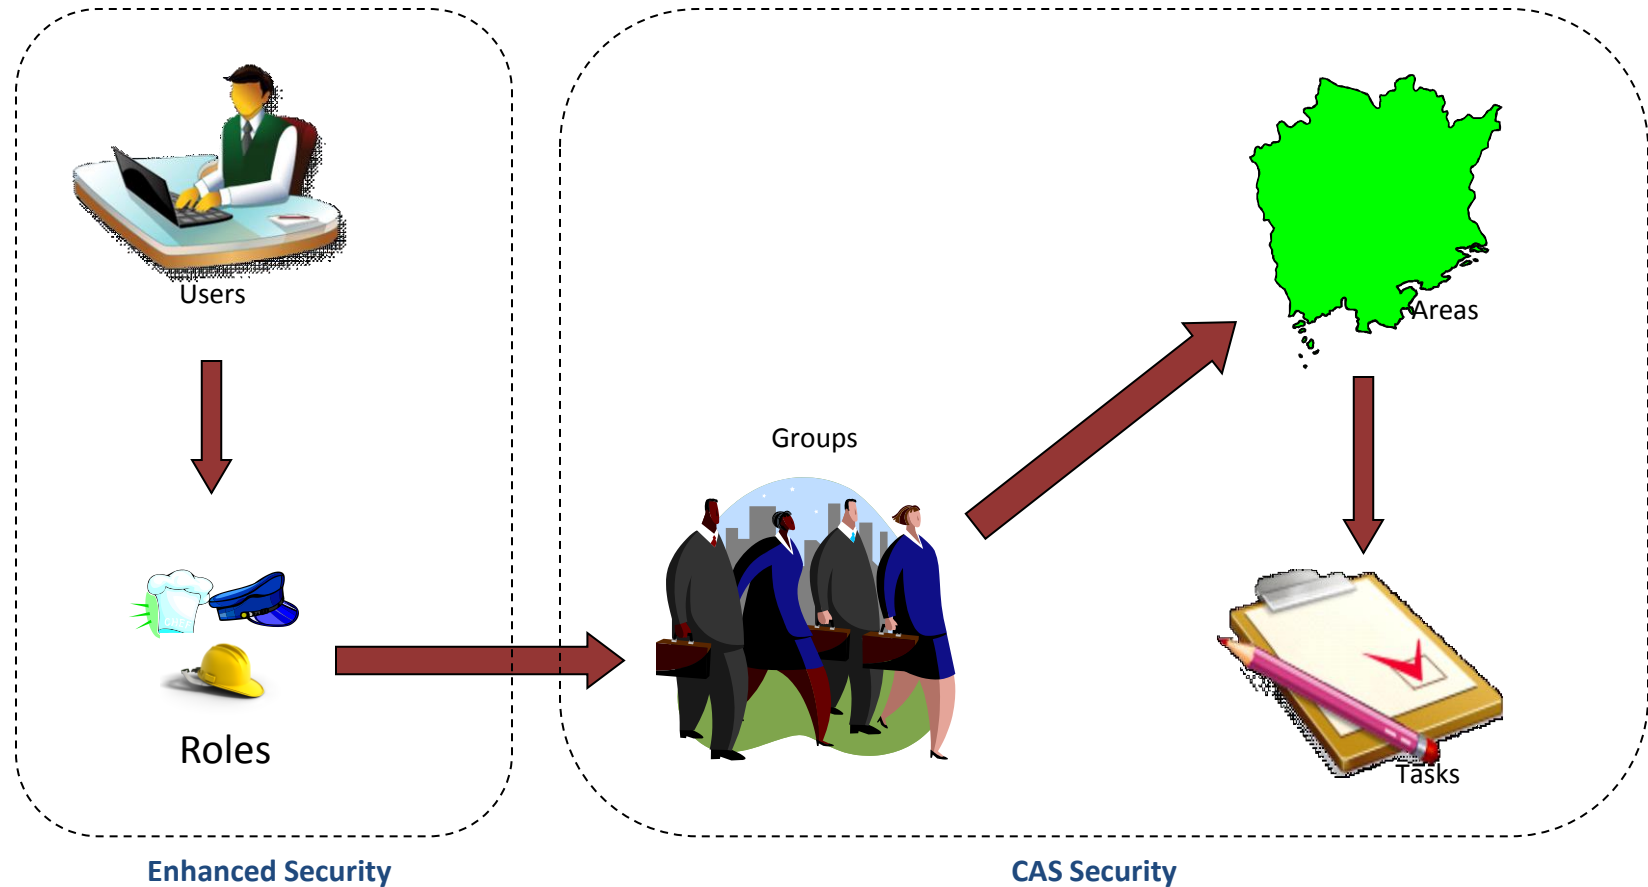 Users
Areas
Groups
Roles
Tasks
Enhanced Security
CAS Security